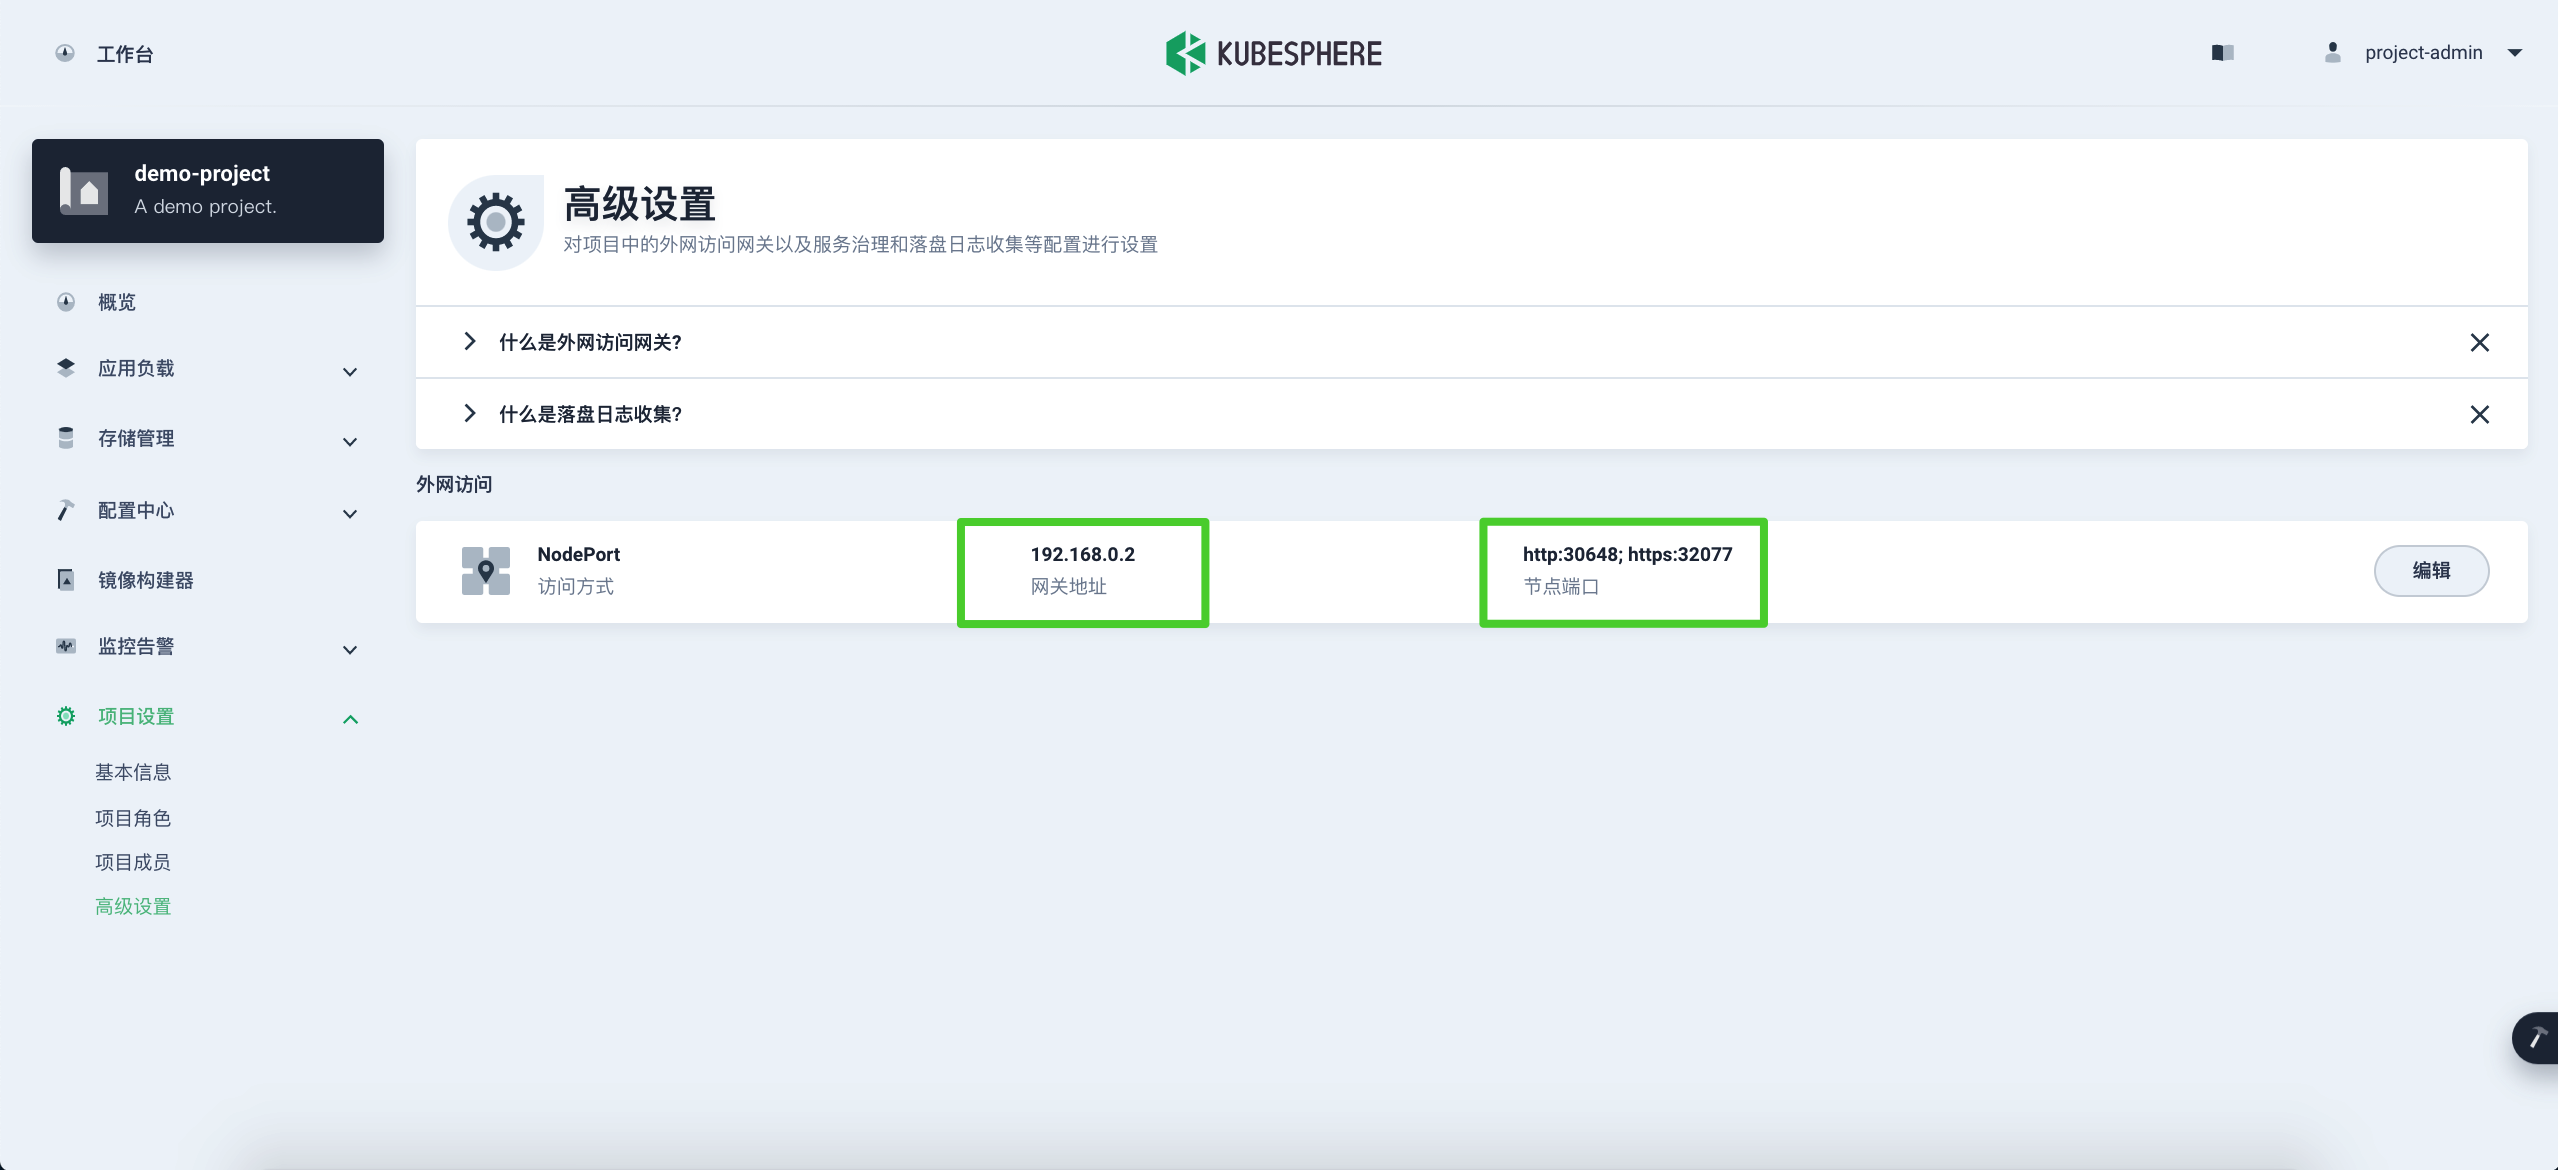 工作台
KUBESPHERE
project-admin
demo-project
A demo project.
概览
应用负载
存储管理
配置中心
镜像构建器
监控告警
项目设置
基本信息
项目角色
项目成员
高级设置
高级设置
对项目中的外网访问网关以及服务治理和落盘日志收集等配置进行设置
什么是外网访问网关?
什么是落盘日志收集?
外网访问
NodePort
访问方式
192.168.0.2
网关地址
http:30648; https:32077
节点端口
编辑